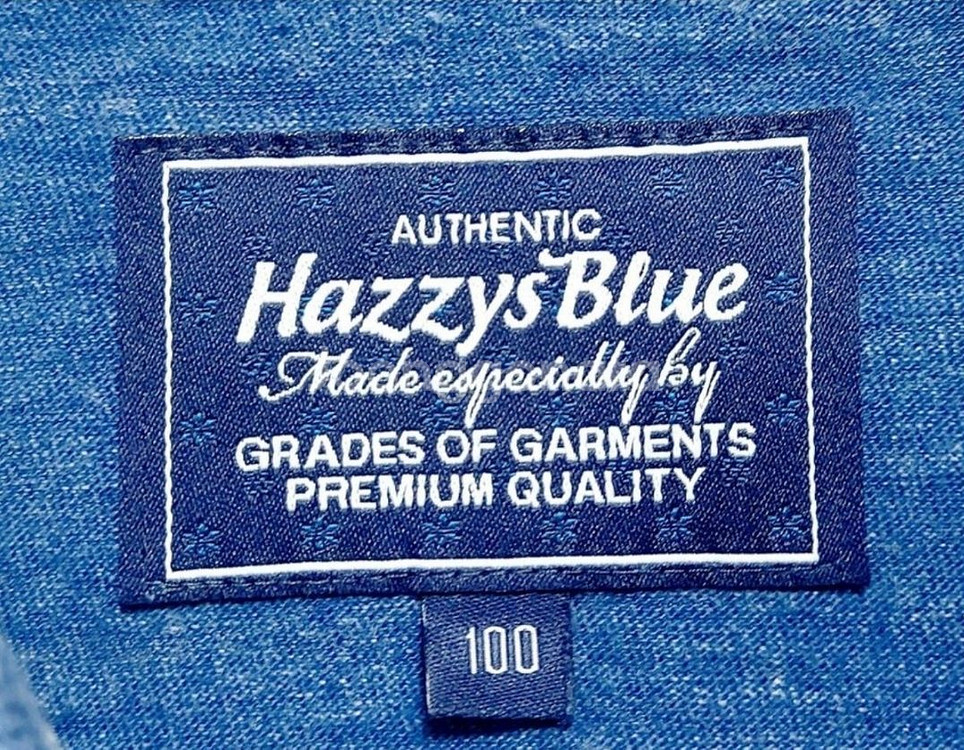 AUTHENTIC
Hazzys Blue
Made especially by
GRADES OF GARMENTS
PREMIUM QUALITY
100